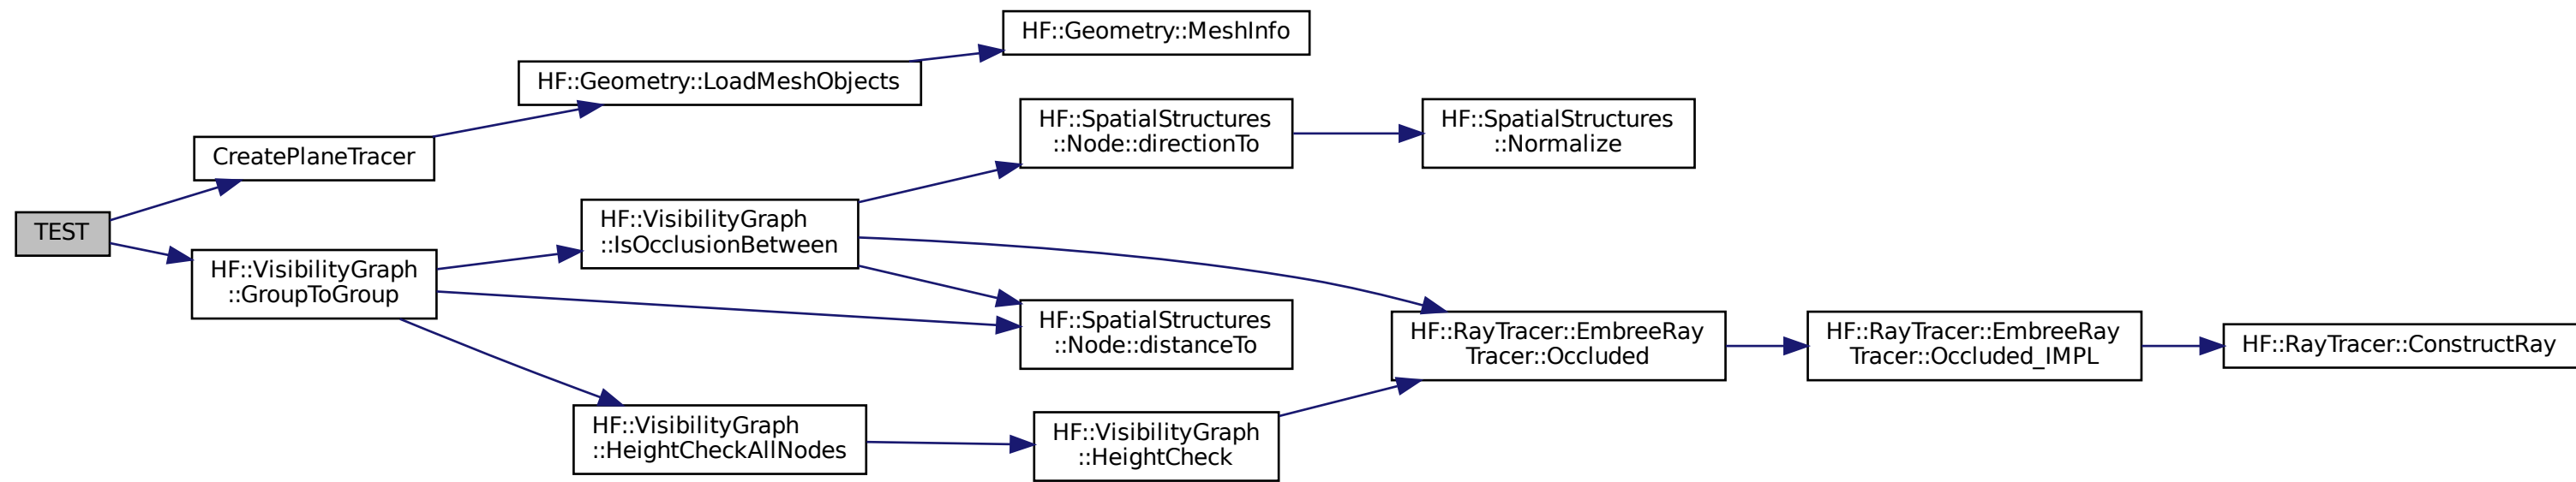 TEST
CreatePlaneTracer
HF::Geometry::LoadMeshObjects
HF::Geometry::MeshInfo
HF::VisibilityGraph
::GroupToGroup
HF::VisibilityGraph
::IsOcclusionBetween
HF::SpatialStructures
::Node::directionTo
HF::SpatialStructures
::Normalize
HF::SpatialStructures
::Node::distanceTo
HF::RayTracer::EmbreeRay
Tracer::Occluded
HF::RayTracer::EmbreeRay
Tracer::Occluded_IMPL
HF::RayTracer::ConstructRay
HF::VisibilityGraph
::HeightCheckAllNodes
HF::VisibilityGraph
::HeightCheck